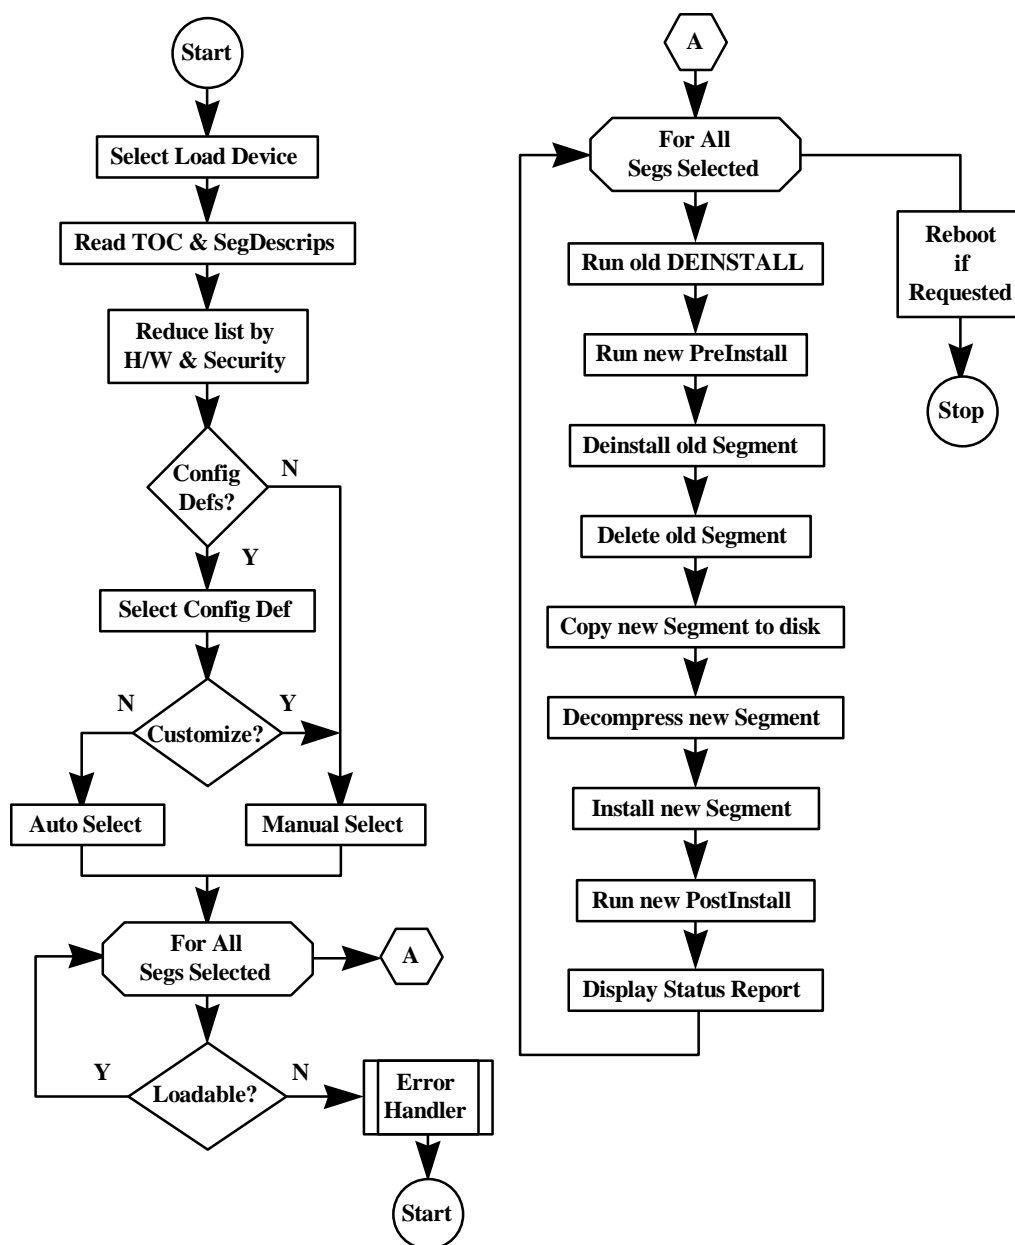 Start
Select Load Device
Read TOC & SegDescrips
Reduce list by
H/W & Security
Config
Defs?
N
Y
Select Config Def
N
Y
Customize?
Auto Select
Manual Select
For All
Segs Selected
A
Y
N
Loadable?
Error
Handler
Start
A
For All
Segs Selected
Reboot
if
Requested
Stop
Run old DEINSTALL
Run new PreInstall
Deinstall old Segment
Delete old Segment
Copy new Segment to disk
Decompress new Segment
Install new Segment
Run new PostInstall
Display Status Report